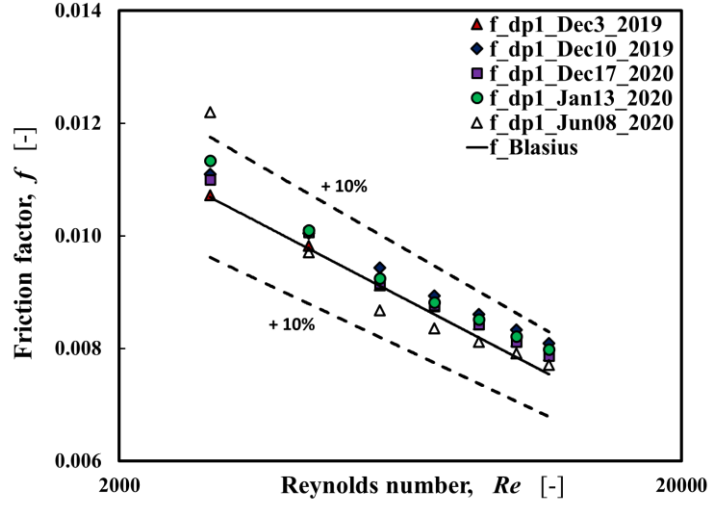 0.014
f_dp1_Dec3_2019
f_dp1_Dec10_2019
f_dp1_Dec17_2020
f_dp1_Jan13_2020
f_dp1_Jun08_2020
f_Blasius
0.012
+ 10%
0.010
Friction factor, f [-]
+ 10%
0.008
0.006
2000
Reynolds number, Re [-]
20000